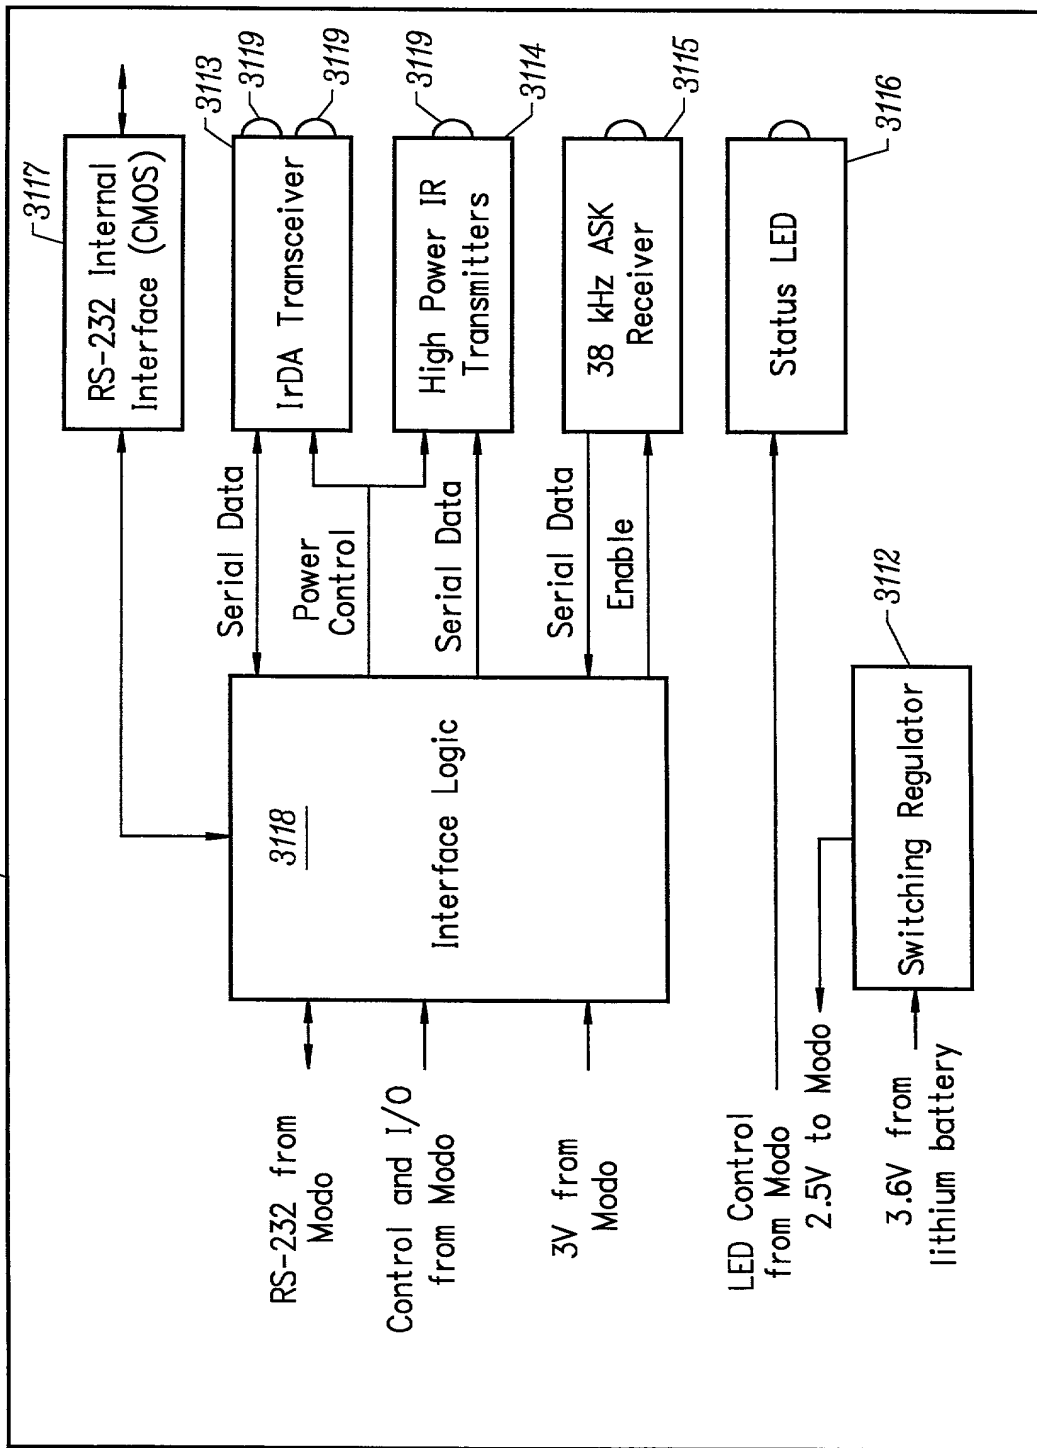 3117
RS-232 Internal
Interface (CMOS)
3113
3119
3119
IrDA Transceiver
Serial Data
Power
Control
3119
3114
High Power IR
Transmitters
Serial Data
3115
38 kHz ASK
Receiver
Serial Data
Enable
3116
Status LED
3118
Interface Logic
RS-232 from
Modo
Control and I/O
from Modo
3V from
Modo
LED Control
from Modo
2.5V to Modo
3112
Switching Regulator
3.6V from
lithium battery